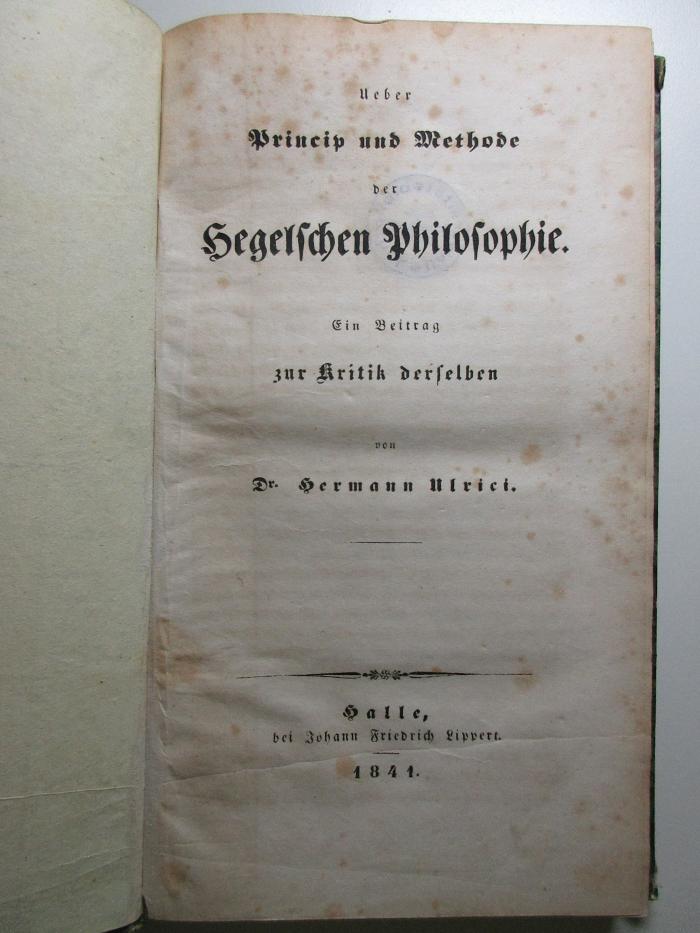 Ueber
Princip und Methode
der
Hegelschen Philosophie.
Ein Beitrag
zur Kritik derselben
von
Dr. Hermann Ulrici.
Halle,
bei Johann Friedrich Lippert.
1841.